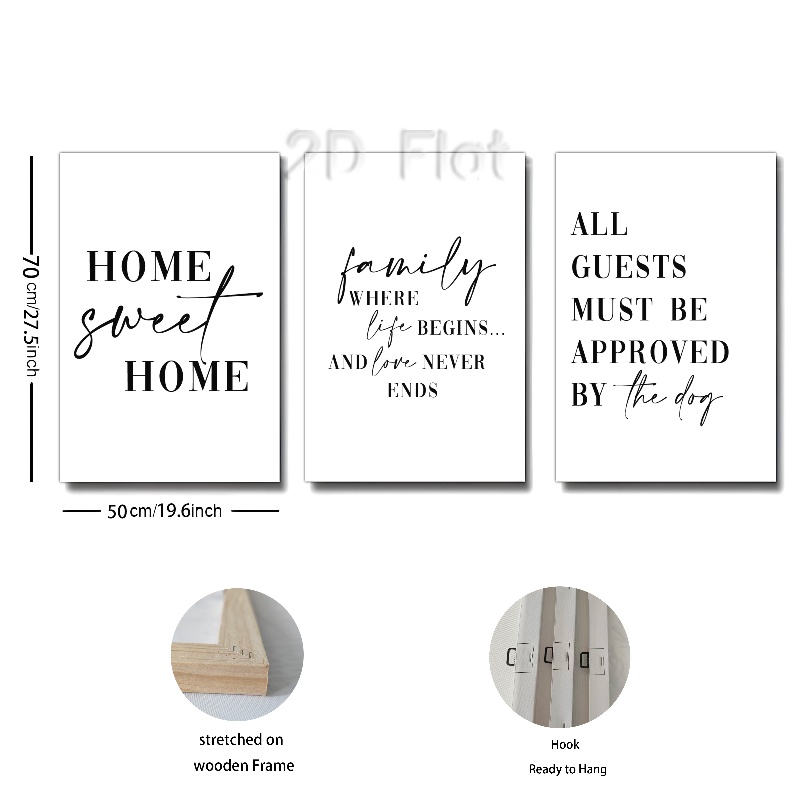 2D Flat
HOME
sweet
HOME
family
WHERE
life BEGINS...
AND love NEVER
ENDS
ALL
GUESTS
MUST BE
APPROVED
BY the dog
70 cm/27.5inch
50cm/19.6inch
stretched on
wooden Frame
Hook
Ready to Hang